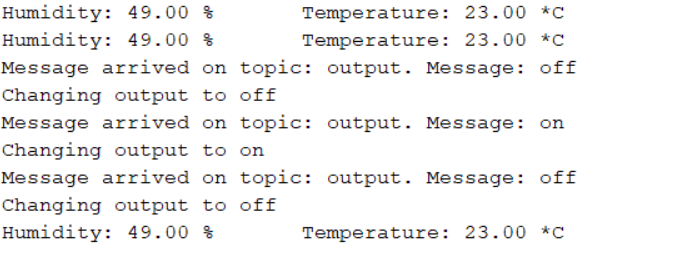 Humidity: 49.00 %	Temperature: 23.00 *C
Humidity: 49.00 %	Temperature: 23.00 *C
Message arrived on topic: output. Message: off
Changing output to off
Message arrived on topic: output. Message: on
Changing output to on
Message arrived on topic: output. Message: off
Changing output to off
Humidity: 49.00 %	Temperature: 23.00 *C